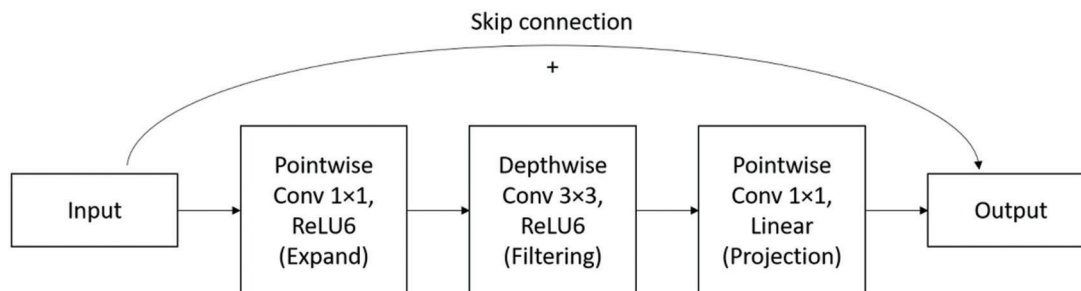 Skip connection
+
Input
Pointwise
Conv 1×1,
ReLU6
(Expand)
Depthwise
Conv 3×3,
ReLU6
(Filtering)
Pointwise
Conv 1×1,
Linear
(Projection)
Output